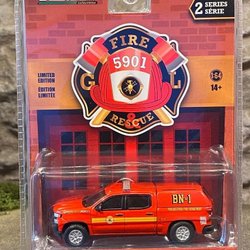 2 SERIES
SÉRIE
FIRE
5901
LIMITED
EDITION
ÉDITION
LIMITÉE
1:64
14+
RESCUE
BN-1